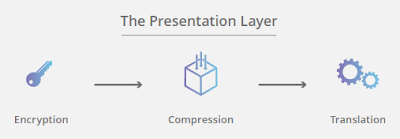 The Presentation Layer
Encryption
Compression
Translation